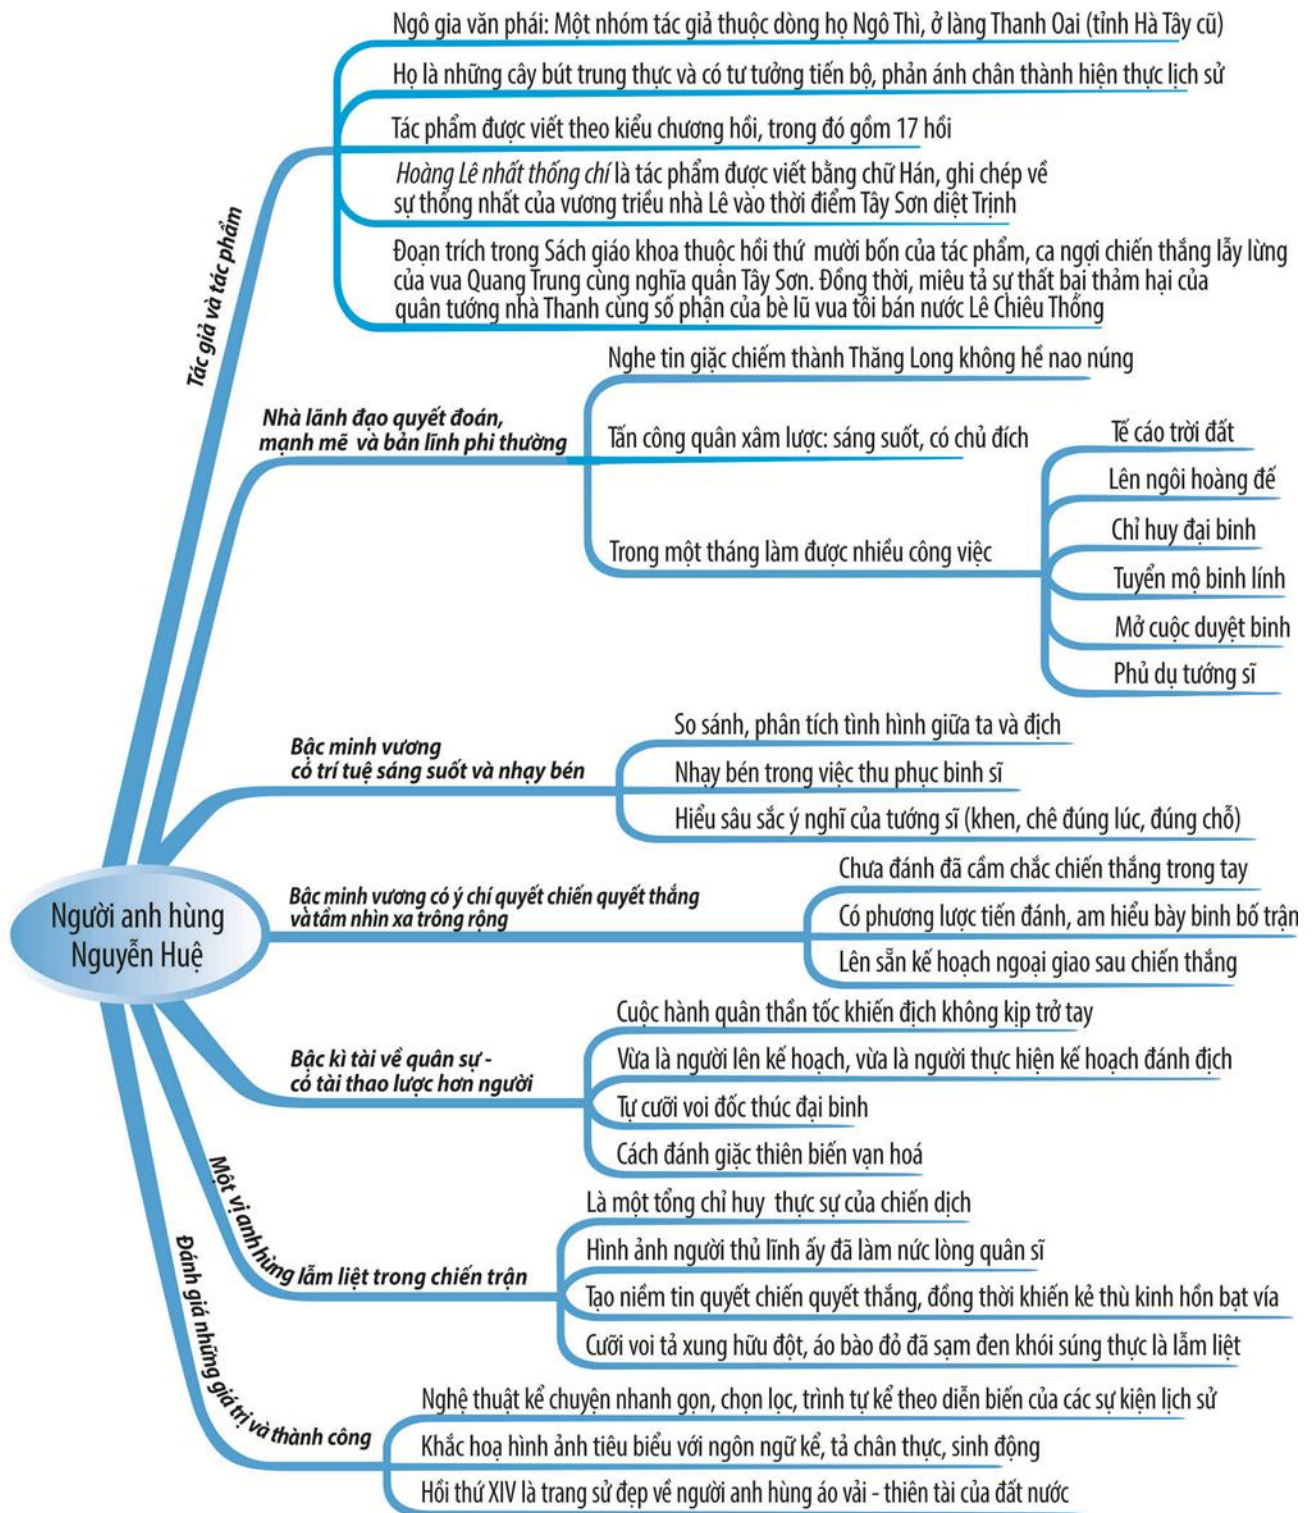 Ngô gia văn phái: Một nhóm tác giả thuộc dòng họ Ngô Thì, ở làng Thanh Oai (tỉnh Hà Tây cũ)
Họ là những cây bút trung thực và có tư tưởng tiến bộ, phản ánh chân thành hiện thực lịch sử
Tác phẩm được viết theo kiểu chương hồi, trong đó gồm 17 hồi
Hoàng Lê nhất thống chí là tác phẩm được viết bằng chữ Hán, ghi chép về
sự thống nhất của vương triều nhà Lê vào thời điểm Tây Sơn diệt Trịnh
Đoạn trích trong Sách giáo khoa thuộc hồi thứ mười bốn của tác phẩm, ca ngợi chiến thắng lẫy lừng
của vua Quang Trung cùng nghĩa quân Tây Sơn. Đồng thời, miêu tả sự thất bại thảm hại của
quân tướng nhà Thanh cùng số phận của bè lũ vua tôi bán nước Lê Chiêu Thống
Tác giả và tác phẩm
Nhà lãnh đạo quyết đoán,
mạnh mẽ và bản lĩnh phi thường
Nghe tin giặc chiếm thành Thăng Long không hề nao núng
Tấn công quân xâm lược: sáng suốt, có chủ đích
Trong một tháng làm được nhiều công việc
Tế cáo trời đất
Lên ngôi hoàng đế
Chỉ huy đại binh
Tuyển mộ binh lính
Mở cuộc duyệt binh
Phủ dụ tướng sĩ
Bậc minh vương
có trí tuệ sáng suốt và nhạy bén
So sánh, phân tích tình hình giữa ta và địch
Nhạy bén trong việc thu phục binh sĩ
Hiểu sâu sắc ý nghĩ của tướng sĩ (khen, chê đúng lúc, đúng chỗ)
Người anh hùng
Nguyễn Huệ
Bậc minh vương có ý chí quyết chiến quyết thắng
và tầm nhìn xa trông rộng
Chưa đánh đã cầm chắc chiến thắng trong tay
Có phương lược tiến đánh, am hiểu bày binh bố trận
Lên sẵn kế hoạch ngoại giao sau chiến thắng
Bậc kì tài về quân sự -
có tài thao lược hơn người
Cuộc hành quân thần tốc khiến địch không kịp trở tay
Vừa là người lên kế hoạch, vừa là người thực hiện kế hoạch đánh địch
Tự cưỡi voi đốc thúc đại binh
Cách đánh giặc thiên biến vạn hoá
Một vị anh hùng lẫm liệt trong chiến trận
Là một tổng chỉ huy thực sự của chiến dịch
Hình ảnh người thủ lĩnh ấy đã làm nức lòng quân sĩ
Tạo niềm tin quyết chiến quyết thắng, đồng thời khiến kẻ thù kinh hồn bạt vía
Cưỡi voi tả xung hữu đột, áo bào đỏ đã sạm đen khói súng thực là lẫm liệt
Đánh giá những giá trị và thành công
Nghệ thuật kể chuyện nhanh gọn, chọn lọc, trình tự kể theo diễn biến của các sự kiện lịch sử
Khắc hoạ hình ảnh tiêu biểu với ngôn ngữ kể, tả chân thực, sinh động
Hồi thứ XIV là trang sử đẹp về người anh hùng áo vải - thiên tài của đất nước